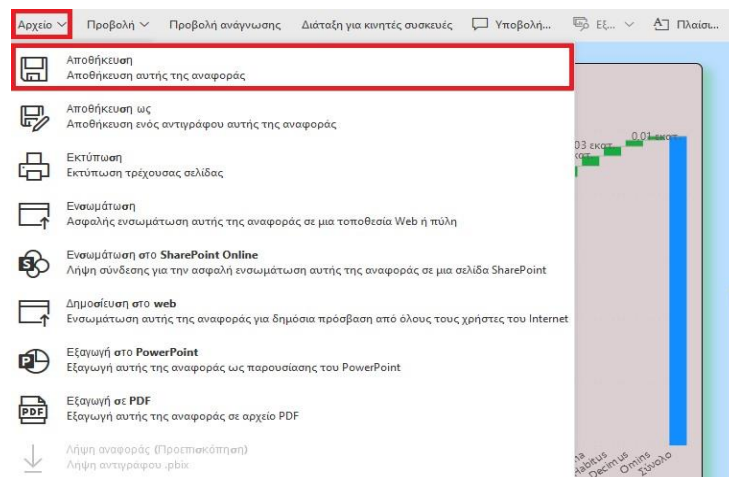 Αρχείο Προβολή Προβολή ανάγνωσης Διάταξη για κινητές συσκευές Υποβολή... Εξ... Πλαίσι...
Αποθήκευση
Αποθήκευση αυτής της αναφοράς
Αποθήκευση ως
Αποθήκευση ενός αντιγράφου αυτής της αναφοράς
Εκτύπωση
Εκτύπωση τρέχουσας σελίδας
Ενσωμάτωση
Ασφαλής ενσωμάτωση αυτής της αναφοράς σε μια τοποθεσία Web ή πύλη
Ενσωμάτωση στο SharePoint Online
Λήψη σύνδεσης για την ασφαλή ενσωμάτωση αυτής της αναφοράς σε μια σελίδα SharePoint
Δημοσίευση στο web
Ενσωμάτωση αυτής της αναφοράς για δημόσια πρόσβαση από όλους τους χρήστες του Internet
Εξαγωγή στο PowerPoint
Εξαγωγή αυτής της αναφοράς ως παρουσίασης του PowerPoint
PDF
Εξαγωγή σε PDF
Εξαγωγή αυτής της αναφοράς σε αρχείο PDF
Λήψη αναφοράς (Προεπισκόπηση)
Λήψη αντιγράφου .pbix
03 εκατ.
0.01 εκατ.
Habitus
Decimus
Omins
Σύνολο